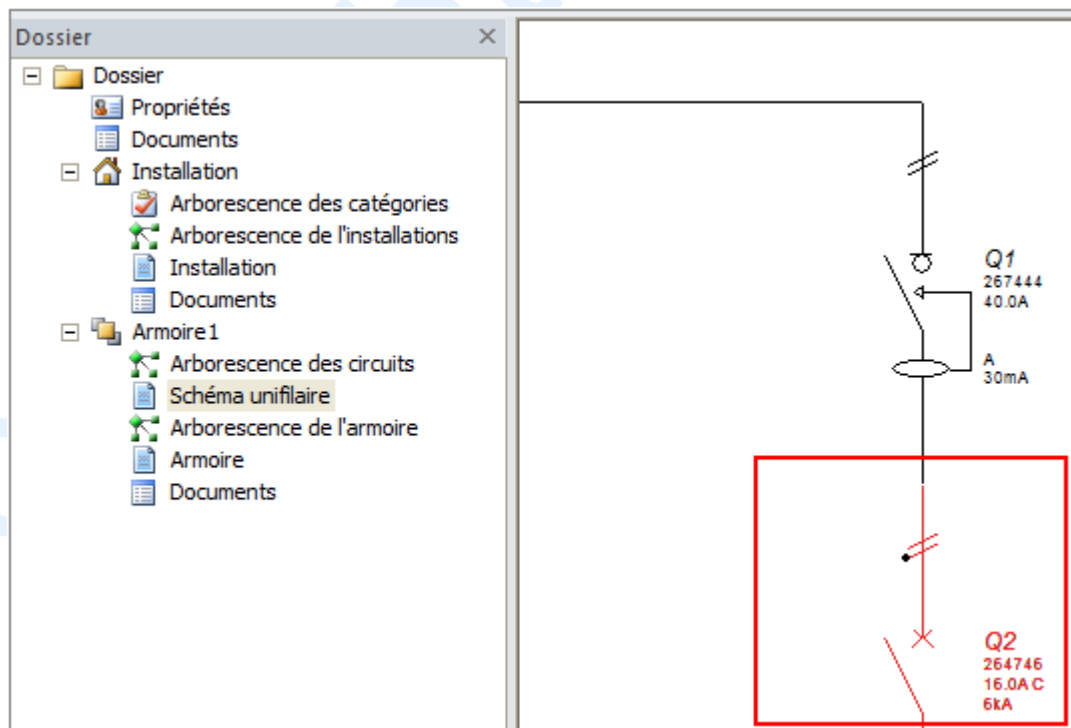 Dossier
Dossier
Propriétés
Documents
Installation
Arborescence des catégories
Arborescence de l'installations
Installation
Documents
Armoire1
Arborescence des circuits
Schéma unifilaire
Arborescence de l'armoire
Armoire
Documents
Q1
267444
40.0A
A
30mA
Q2
264746
16.0A C
6kA